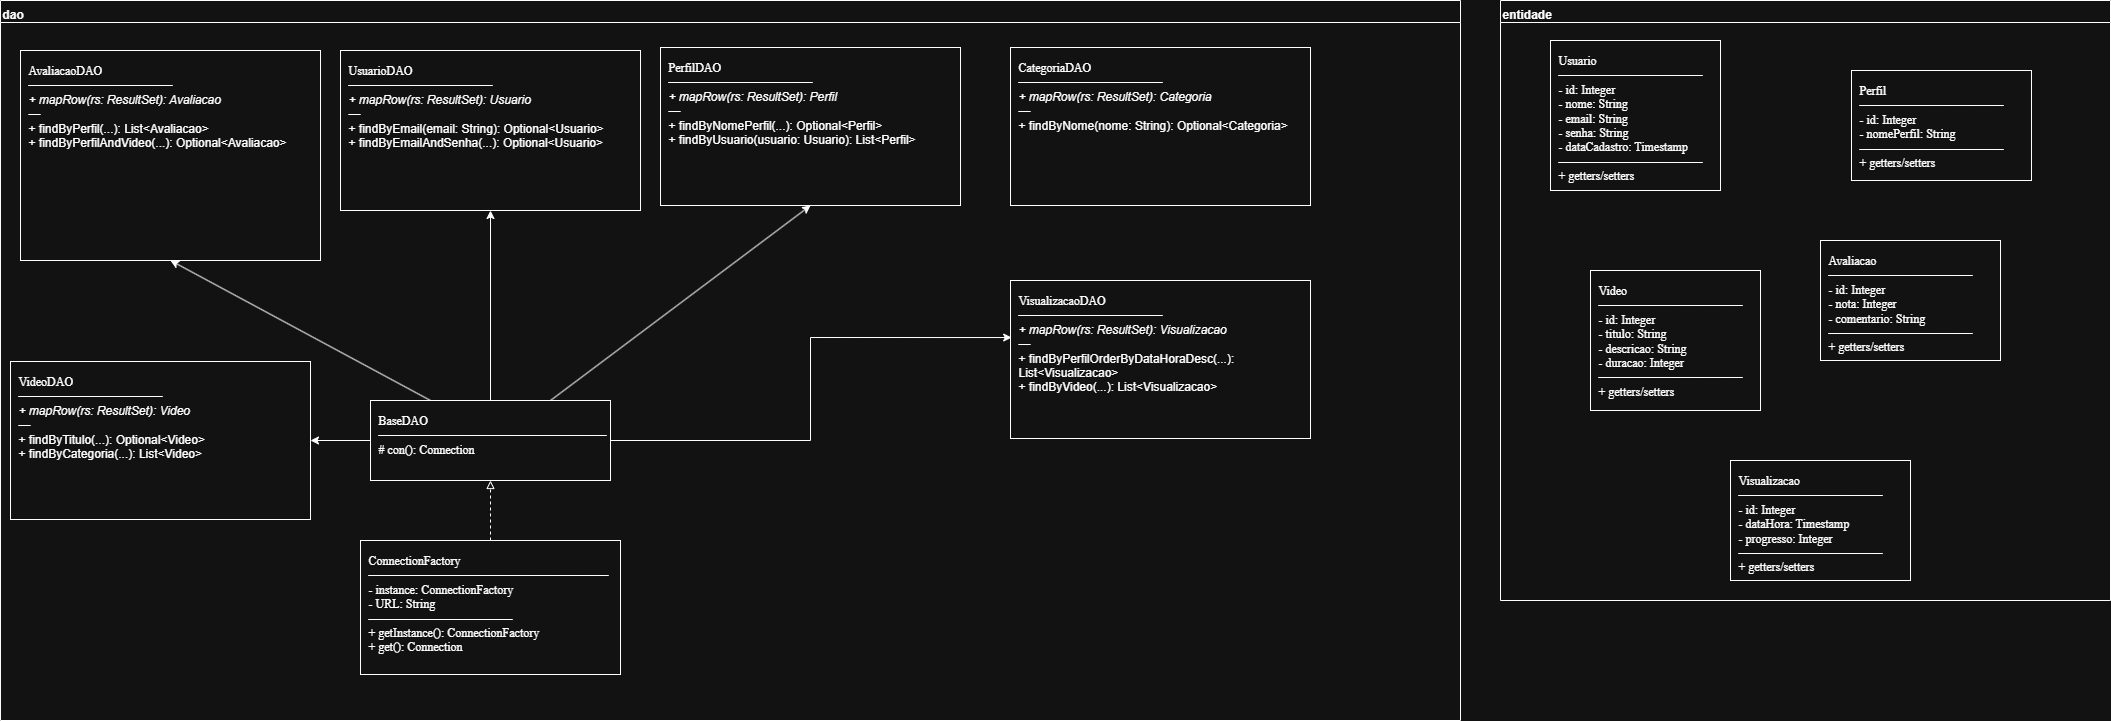 dao
AvaliacaoDAO
+ mapRow(rs: ResultSet): Avaliacao
+ findByPerfil(...): List<Avaliacao>
+ findByPerfilAndVideo(...): Optional<Avaliacao>
UsuarioDAO
+ mapRow(rs: ResultSet): Usuario
+ findByEmail(email: String): Optional<Usuario>
+ findByEmailAndSenha(...): Optional<Usuario>
PerfilDAO
+ mapRow(rs: ResultSet): Perfil
+ findByNomePerfil(...): Optional<Perfil>
+ findByUsuario(usuario: Usuario): List<Perfil>
CategoriaDAO
+ mapRow(rs: ResultSet): Categoria
+ findByNome(nome: String): Optional<Categoria>
VisualizacaoDAO
+ mapRow(rs: ResultSet): Visualizacao
+ findByPerfilOrderByDataHoraDesc(...):
List<Visualizacao>
+ findByVideo(...): List<Visualizacao>
VideoDAO
+ mapRow(rs: ResultSet): Video
+ findByTitulo(...): Optional<Video>
+ findByCategoria(...): List<Video>
BaseDAO
# con(): Connection
ConnectionFactory
- instance: ConnectionFactory
- URL: String
+ getInstance(): ConnectionFactory
+ get(): Connection
entidade
Usuario
- id: Integer
- nome: String
- email: String
- senha: String
- dataCadastro: Timestamp
+ getters/setters
Perfil
- id: Integer
- nomePerfil: String
+ getters/setters
Video
- id: Integer
- titulo: String
- descricao: String
- duracao: Integer
+ getters/setters
Avaliacao
- id: Integer
- nota: Integer
- comentario: String
+ getters/setters
Visualizacao
- id: Integer
- dataHora: Timestamp
- progresso: Integer
+ getters/setters